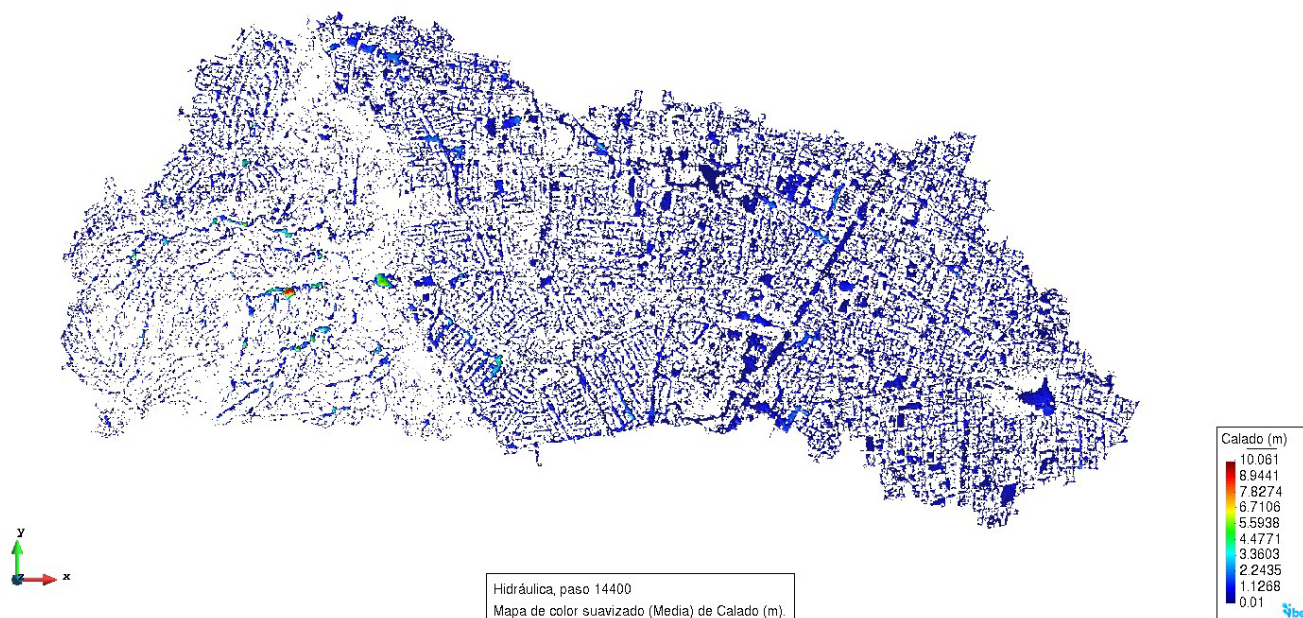 Calado (m)
10.061
8.9441
7.8274
6.7106
5.5938
4.4771
3.3603
2.2435
1.1268
0.01
y
z
x
Hidráulica, paso 14400
Mapa de color suavizado (Media) de Calado (m).